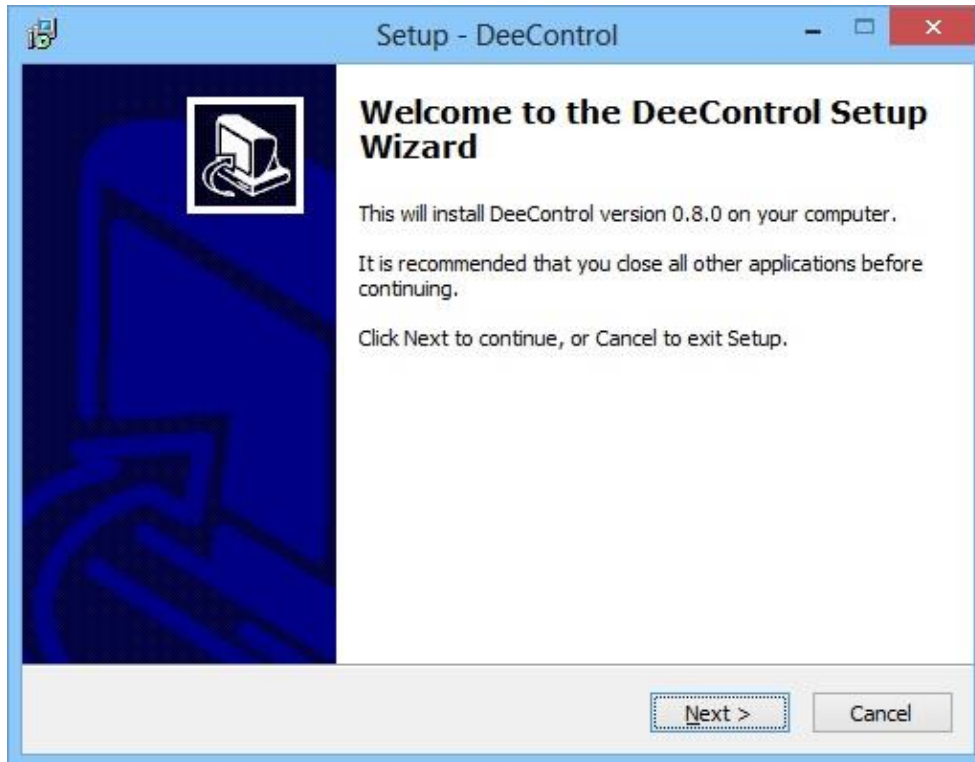 Setup - DeeControl
Welcome to the DeeControl Setup
Wizard
This will install DeeControl version 0.8.0 on your computer.
It is recommended that you close all other applications before
continuing.
Click Next to continue, or Cancel to exit Setup.
Next >
Cancel